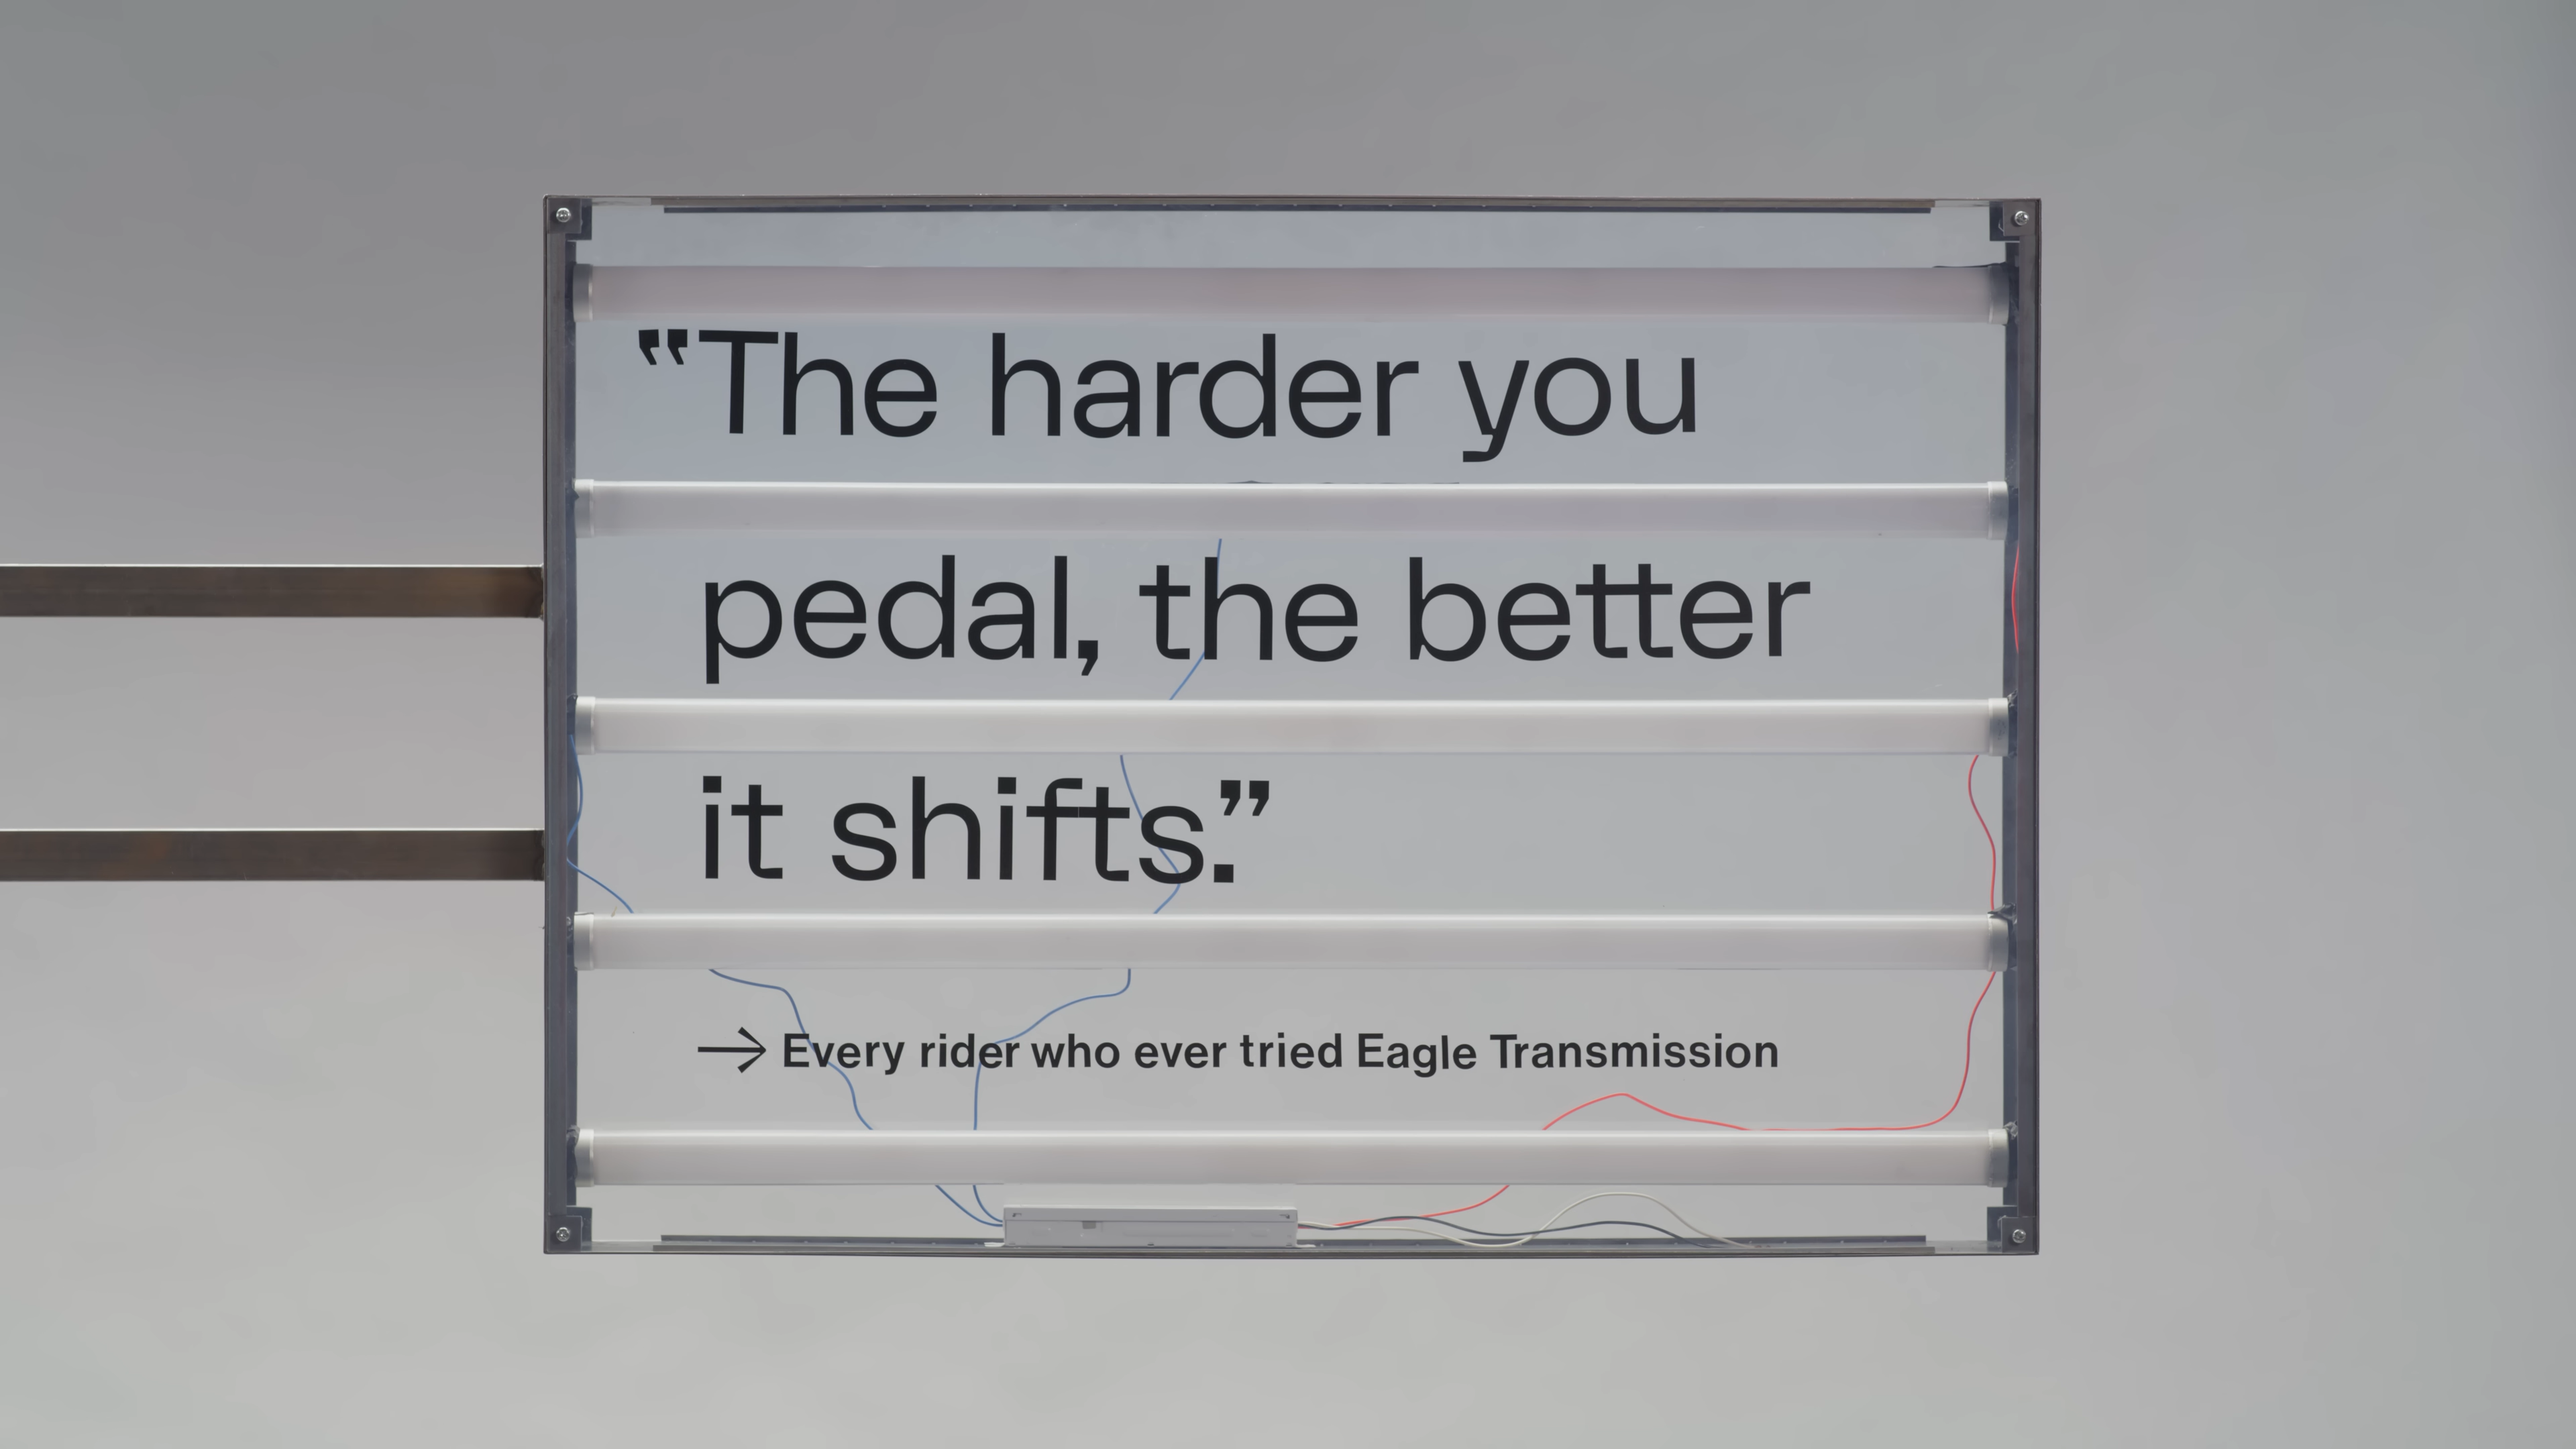 “The harder you
pedal, the better
it shifts.”
→ Every rider who ever tried Eagle Transmission